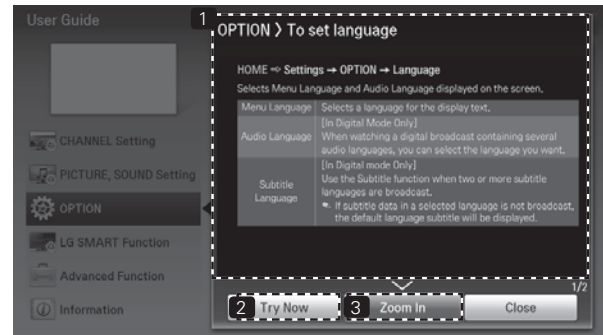 User Guide
CHANNEL Setting
PICTURE, SOUND Setting
OPTION
LG SMART Function
Advanced Function
Information
1
OPTION > To set language
HOME ⇨ Settings → OPTION → Language
Selects Menu Language and Audio Language displayed on the screen.
Menu Language Selects a language for the display text.
Audio Language
[In Digital Mode Only]
When watching a digital broadcast containing several
audio languages, you can select the language you want.
Subtitle
Language
[In Digital mode Only]
Use the Subtitle function when two or more subtitle
languages are broadcast.
If subtitle data in a selected language is not broadcast,
the default language subtitle will be displayed.
1/2
2 Try Now
3 Zoom In
Close